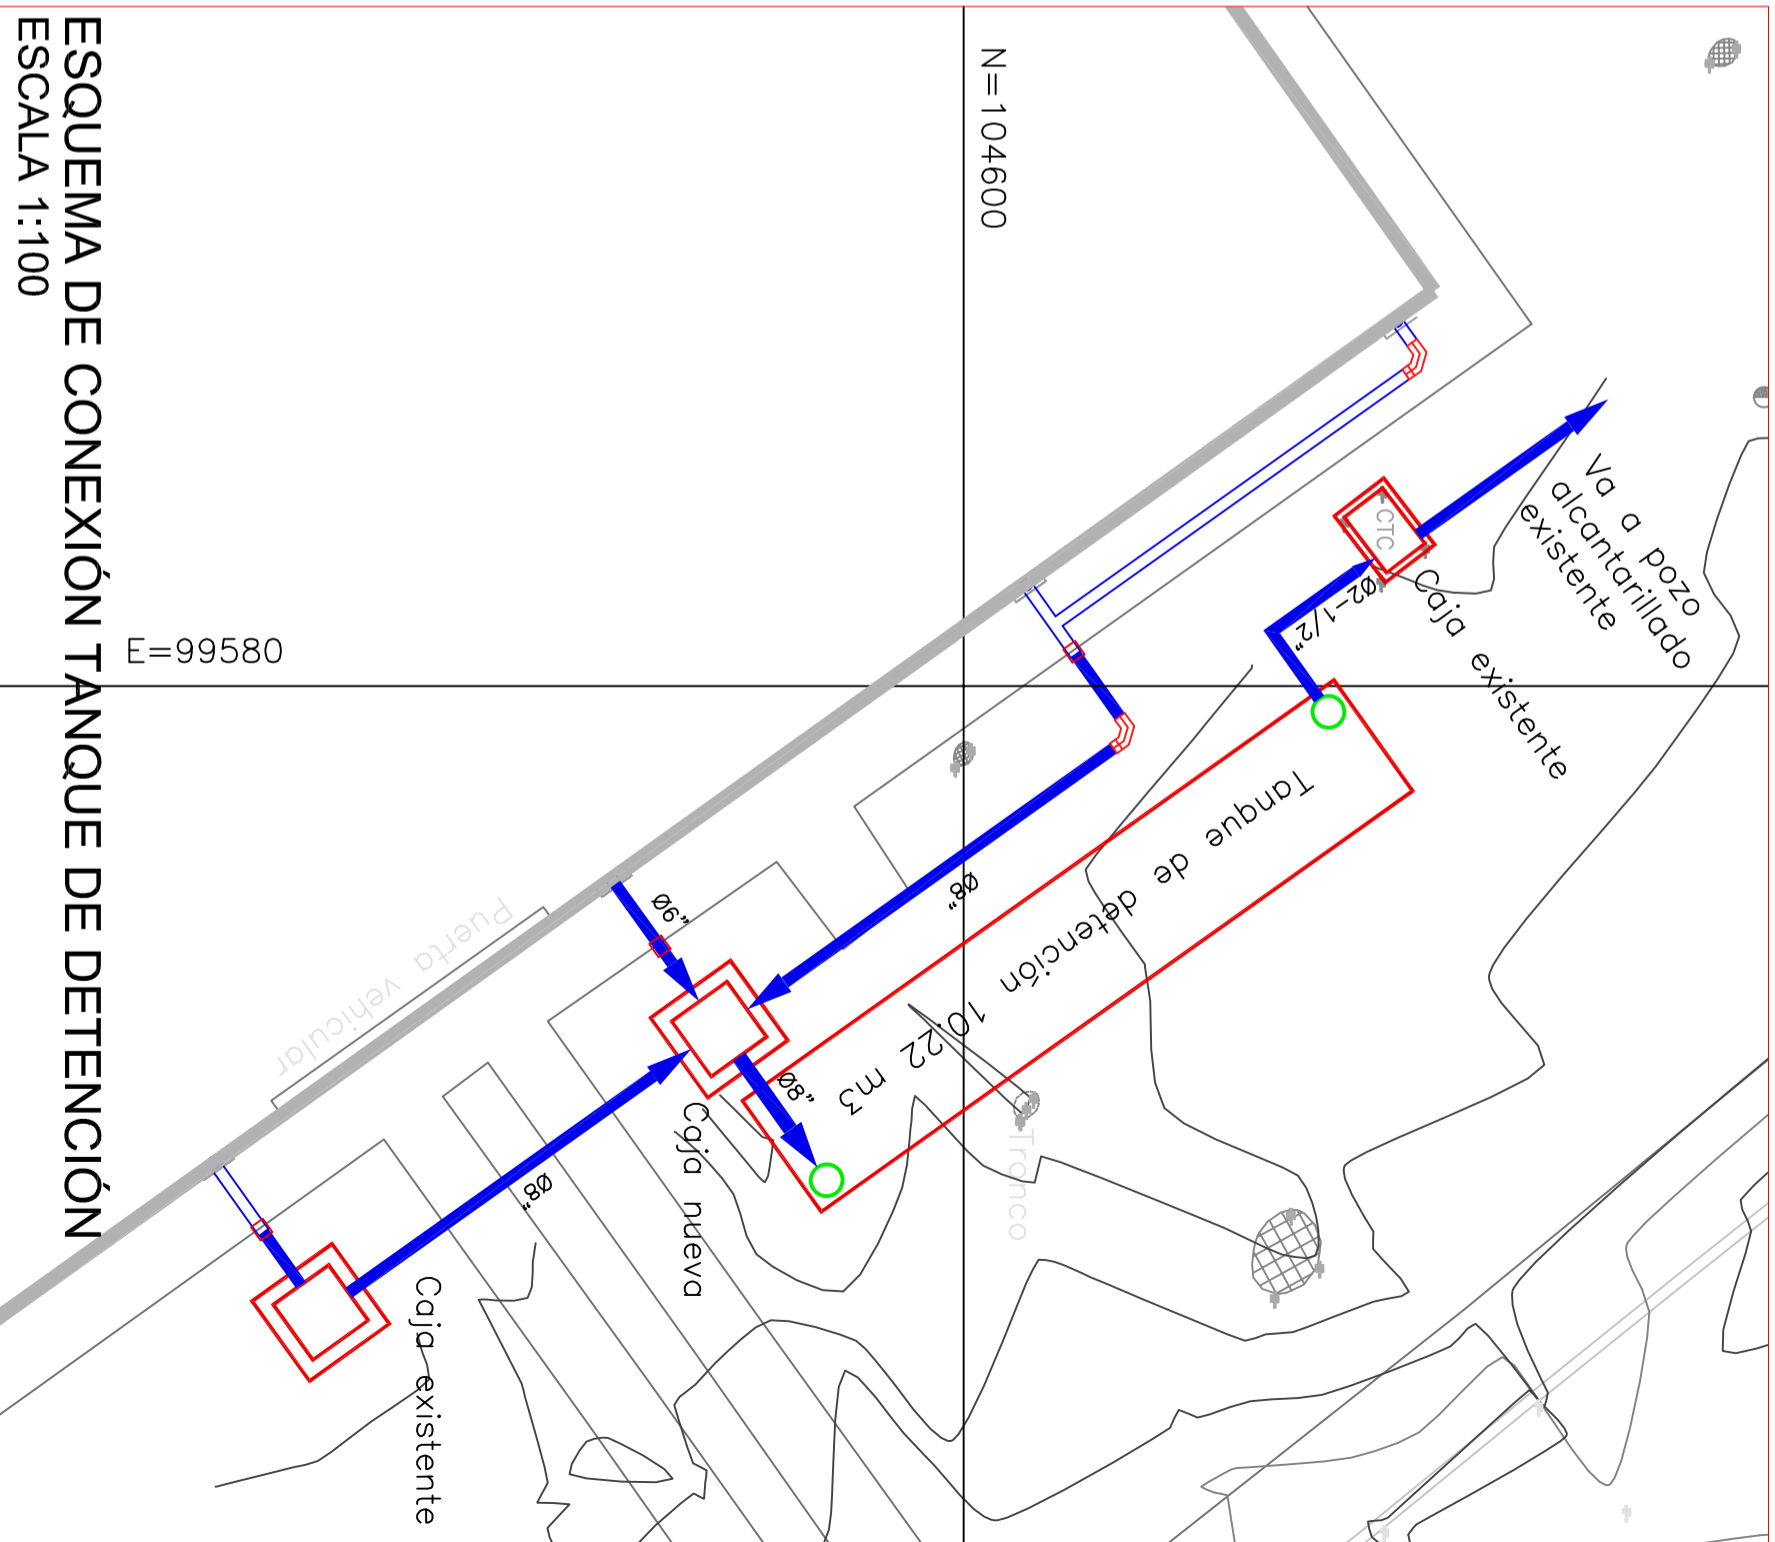 ESQUEMA DE CONEXIÓN TANQUE DE DETENCIÓN
ESCALA 1:100
N=104600
E=99580
Va a pozo
alcantarillado
existente
CTC
Caja existente
Ø2-1/2"
Tanque de detención 10.22 m3
Ø8"
Ø6"
Ø8"
Caja nueva
Ø8"
Caja existente
Puerta vehicular
Tronco